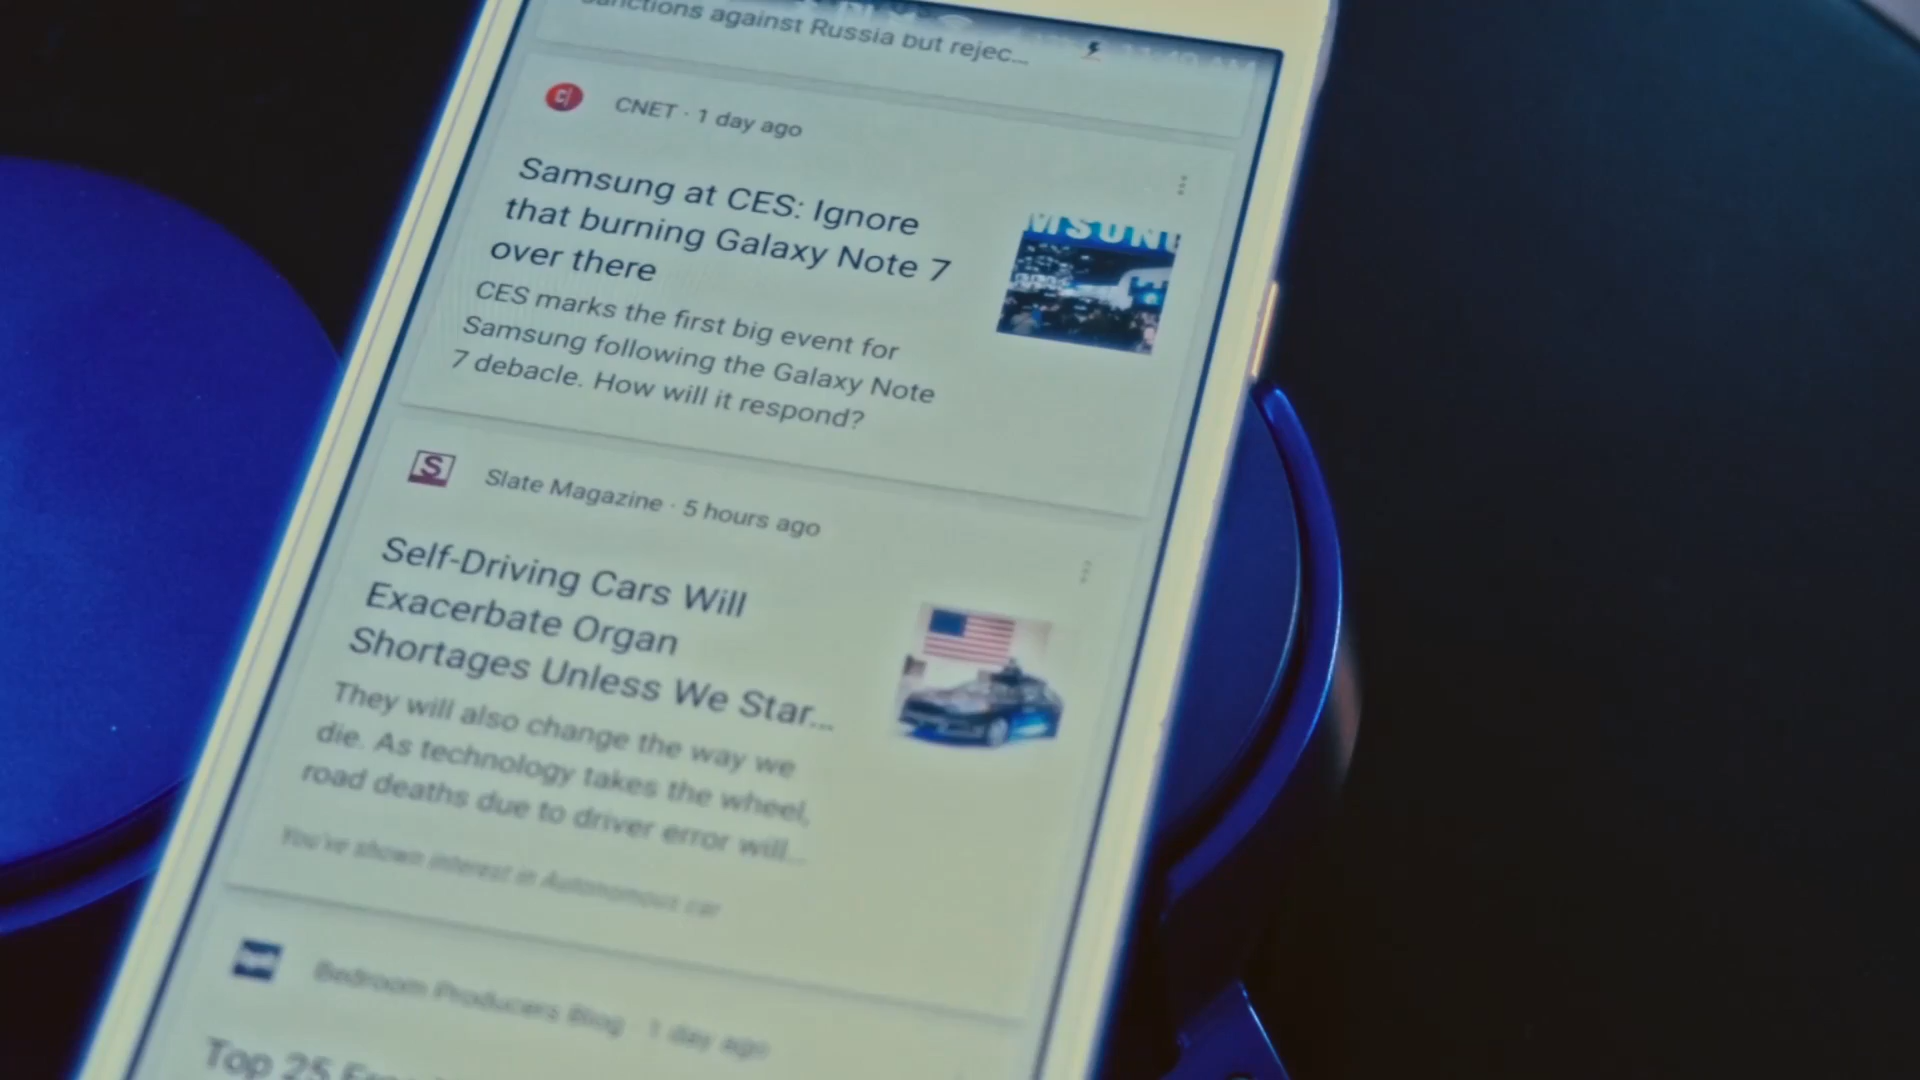 sanctions against Russia but rejec...
CNET · 1 day ago
Samsung at CES: Ignore
that burning Galaxy Note 7
over there
CES marks the first big event for
Samsung following the Galaxy Note
7 debacle. How will it respond?
MSUN
S
Slate Magazine · 5 hours ago
Self-Driving Cars Will
Exacerbate Organ
Shortages Unless We Star...
They will also change the way we
die. As technology takes the wheel,
road deaths due to driver error will...
You've shown interest in Autonomous car
Bedroom Producers Blog · 1 day ago
Top 25